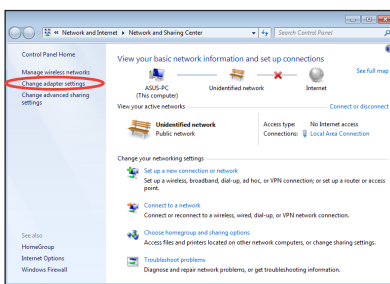 « Network and Internet ▸ Network and Sharing Center
Search Control Panel
Control Panel Home
Manage wireless networks
Change adapter settings
Change advanced sharing
settings
See also
HomeGroup
Internet Options
Windows Firewall
View your basic network information and set up connections
See full map
ASUS-PC
(This computer)
Unidentified network
Internet
View your active networks
Connect or disconnect
Unidentified network
Public network
Access type: No Internet access
Connections: Local Area Connection
Change your networking settings
Set up a new connection or network
Set up a wireless, broadband, dial-up, ad hoc, or VPN connection; or set up a router or access
point.
Connect to a network
Connect or reconnect to a wireless, wired, dial-up, or VPN network connection.
Choose homegroup and sharing options
Access files and printers located on other network computers, or change sharing settings.
Troubleshoot problems
Diagnose and repair network problems, or get troubleshooting information.